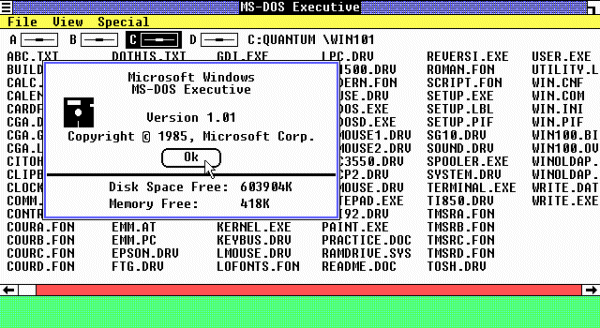 MS-DOS Executive
File View Special
A B C D C:QUANTUM \WIN101
ABC.TXT DOTHIS.TXT GDI.EXE LPC.DRV REVERSI.EXE USER.EXE
BUILD 1500.DRV ROMAN.FON UTILITY.L
CALC. DERN.FON SCRIPT.FON WIN.CNF
CALEN USE.DRV SETUP.EXE WIN.COM
CARDF DOS.EXE SETUP.LBL WIN.INI
CGA.D DOSD.EXE SETUP.PIF WIN.PIF
CGA.G MOUSE1.DRV SG10.DRV WIN100.BI
CGA.L MOUSE2.DRV SOUND.DRV WIN100.OV
CITOH C3550.DRV SPOOLER.EXE WINOLDAP.
CLIPB CP2.DRV SYSTEM.DRV WINOLDAP.
CLOCK MOUSE.DRV TERMINAL.EXE WRITE.DAT
COMM. TEPAD.EXE TI850.DRV WRITE.EXE
CONTR 92.DRV TMSRA.FON
COURA.FON EMM.AT KERNEL.EXE PAINT.EXE TMSRB.FON
COURB.FON EMM.PC KEYBUS.DRV PRACTICE.DOC TMSRC.FON
COURC.FON EPSON.DRV LMOUSE.DRV RAMDRIVE.SYS TMSRD.FON
COURD.FON FTG.DRV LOFONTS.FON README.DOC TOSH.DRV
Microsoft Windows
MS-DOS Executive
Version 1.01
Copyright © 1985, Microsoft Corp.
Ok
Disk Space Free: 603904K
Memory Free: 418K